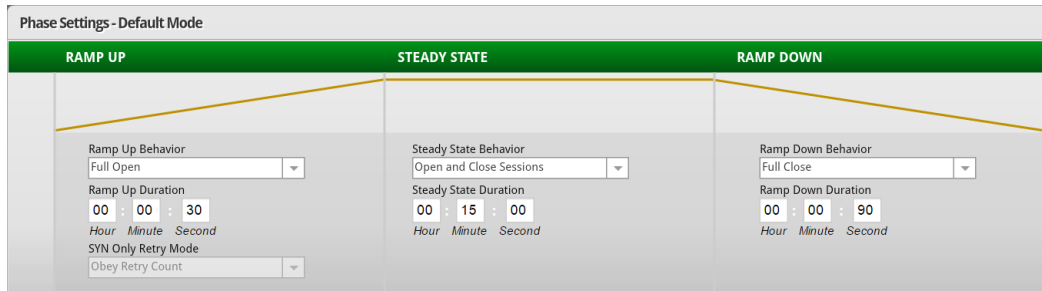 Phase Settings - Default Mode
RAMP UP
STEADY STATE
RAMP DOWN
Ramp Up Behavior
Full Open
Ramp Up Duration
00 : 00 : 30
Hour Minute Second
SYN Only Retry Mode
Obey Retry Count
Steady State Behavior
Open and Close Sessions
Steady State Duration
00 : 15 : 00
Hour Minute Second
Ramp Down Behavior
Full Close
Ramp Down Duration
00 : 00 : 90
Hour Minute Second